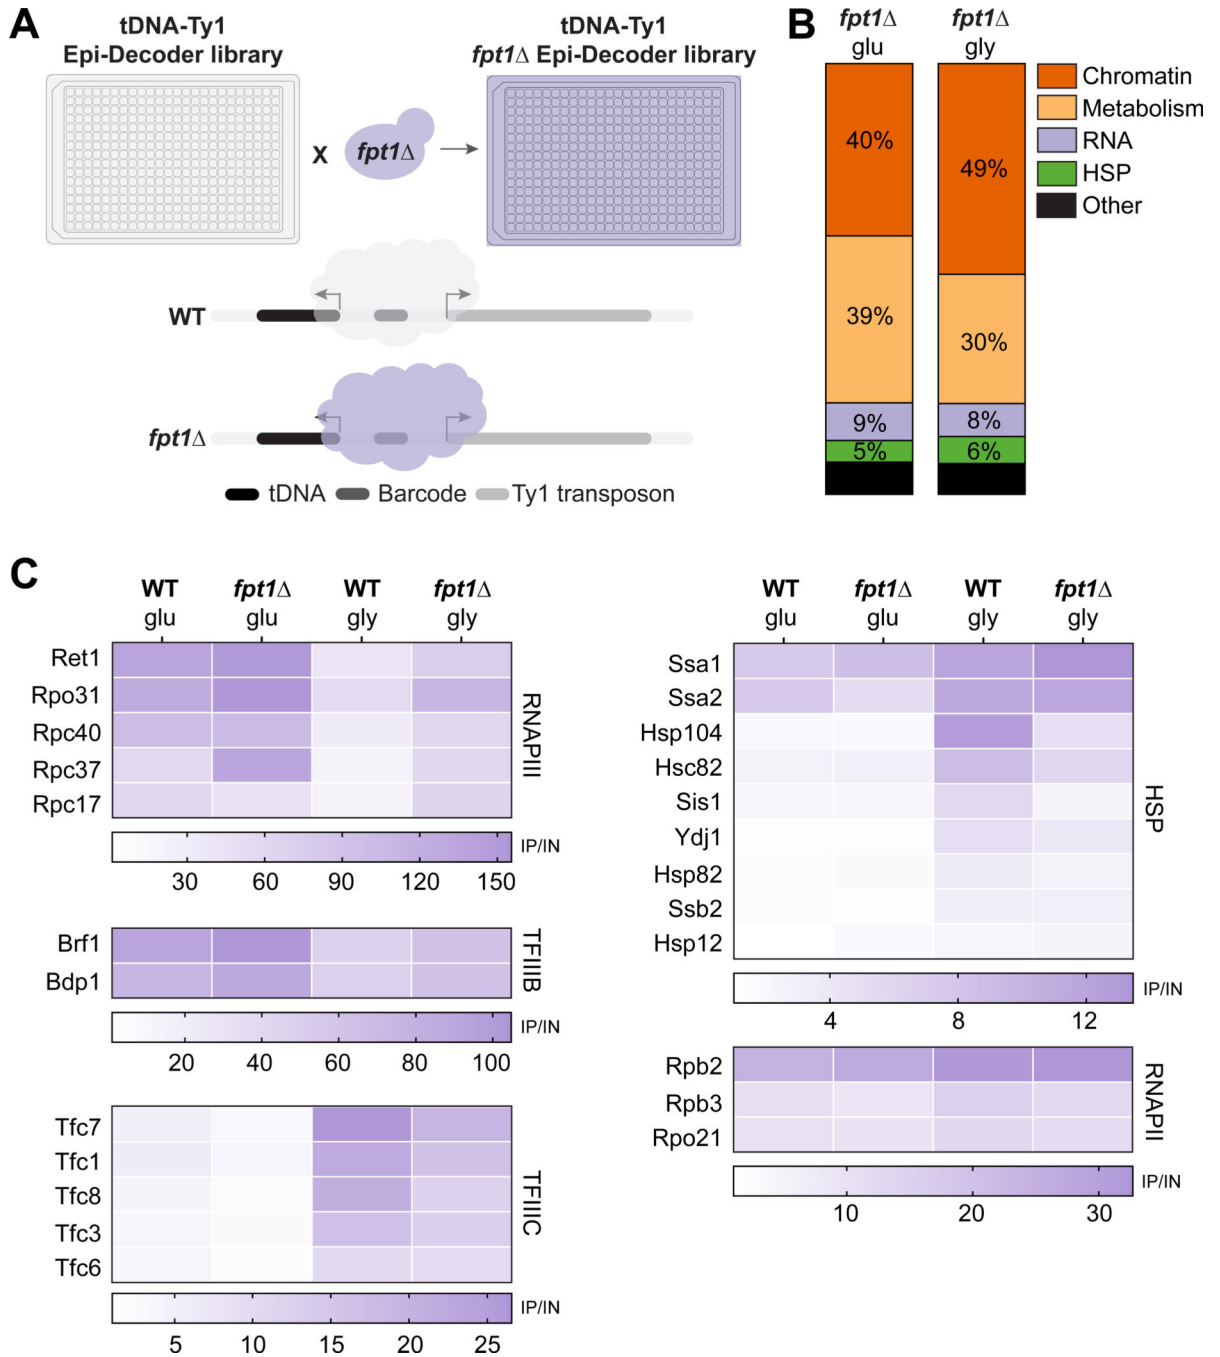 A
tDNA-Ty1
Epi-Decoder library
X
fpt1Δ
tDNA-Ty1
fpt1Δ Epi-Decoder library
WT
fpt1Δ
tDNA
Barcode
Ty1 transposon
B
fpt1Δ
glu
fpt1Δ
gly
40%
39%
9%
5%
49%
30%
8%
6%
Chromatin
Metabolism
RNA
HSP
Other
C
WT fpt1Δ WT fpt1Δ
glu glu gly gly
Ret1
Rpo31
Rpc40
Rpc37
Rpc17
RNAPIII
IP/IN
30 60 90 120 150
Brf1
Bdp1
TFIIIB
IP/IN
20 40 60 80 100
Tfc7
Tfc1
Tfc8
Tfc3
Tfc6
TFIIIC
IP/IN
5 10 15 20 25
WT fpt1Δ WT fpt1Δ
glu glu gly gly
Ssa1
Ssa2
Hsp104
Hsc82
Sis1
Ydj1
Hsp82
Ssb2
Hsp12
HSP
IP/IN
4 8 12
Rpb2
Rpb3
Rpo21
RNAPII
IP/IN
10 20 30